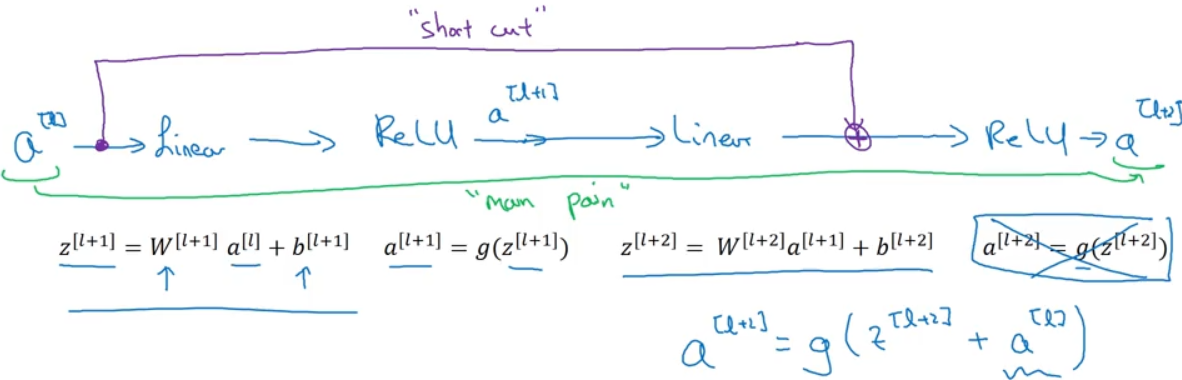 "short cut"
a^[l] → Linear → ReLU a^[l+1] → Linear → ⊕ → ReLU → a^[l+2]
"main pain"
z^[l+1] = W^[l+1] a^[l] + b^[l+1] a^[l+1] = g(z^[l+1]) z^[l+2] = W^[l+2]a^[l+1] + b^[l+2] a^[l+2] = g(z^[l+2])
a^[l+2] = g(z^[l+2] + a^[l])